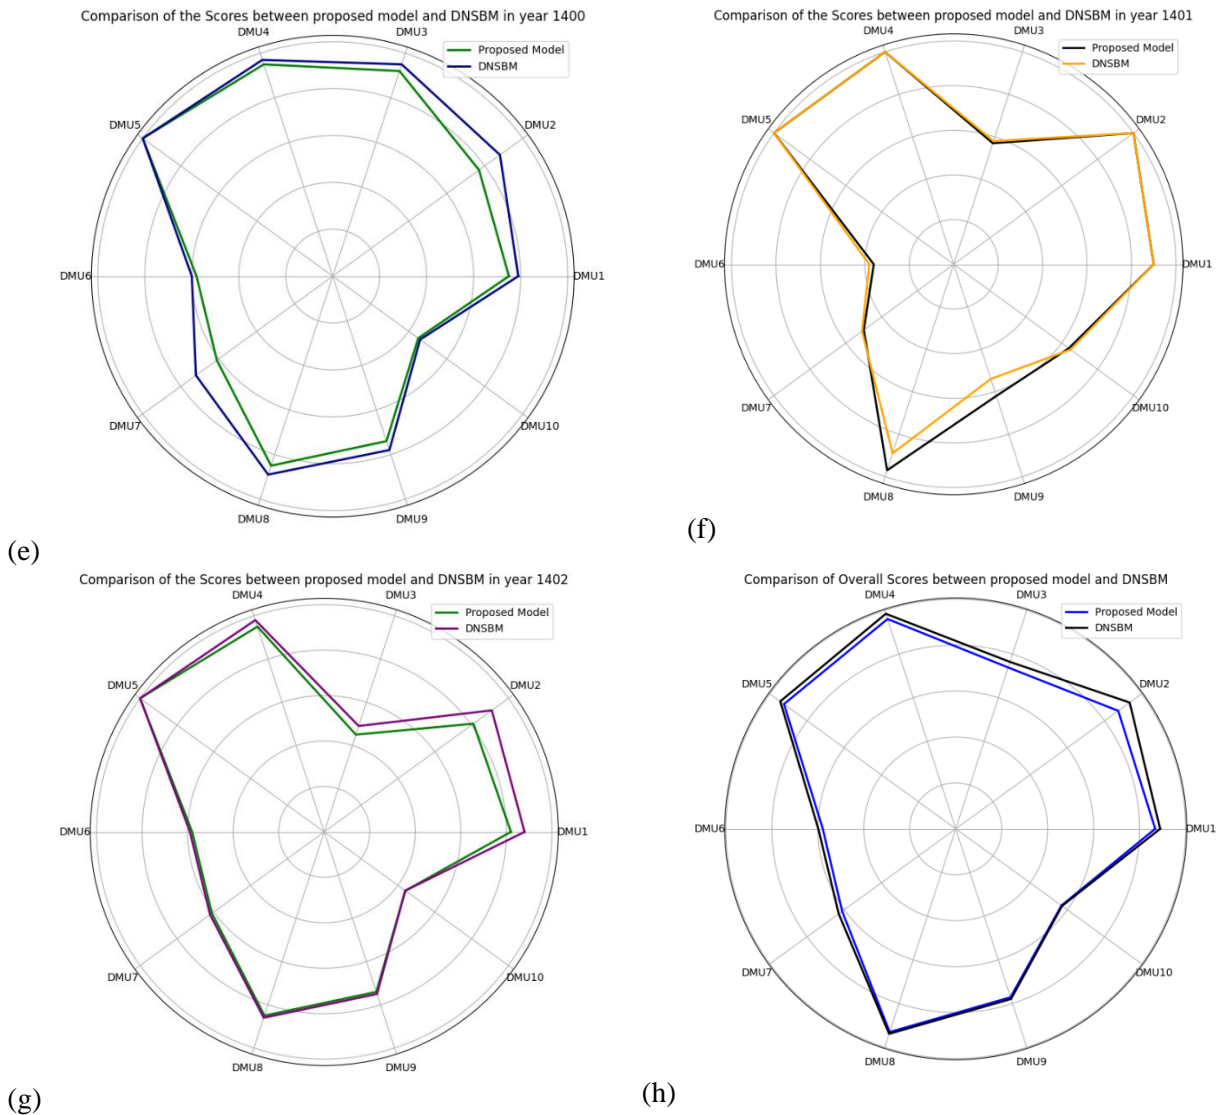 Comparison of the Scores between proposed model and DNSBM in year 1400
DMU4
DMU3
Proposed Model
DNSBM
DMU5
DMU2
DMU6
DMU1
DMU7
DMU10
DMU8
DMU9
(e)
Comparison of the Scores between proposed model and DNSBM in year 1401
DMU4
DMU3
Proposed Model
DNSBM
DMU5
DMU2
DMU6
DMU1
DMU7
DMU10
DMU8
DMU9
(f)
Comparison of the Scores between proposed model and DNSBM in year 1402
DMU4
DMU3
Proposed Model
DNSBM
DMU5
DMU2
DMU6
DMU1
DMU7
DMU10
DMU8
DMU9
(g)
Comparison of Overall Scores between proposed model and DNSBM
DMU4
DMU3
Proposed Model
DNSBM
DMU5
DMU2
DMU6
DMU1
DMU7
DMU10
DMU8
DMU9
(h)